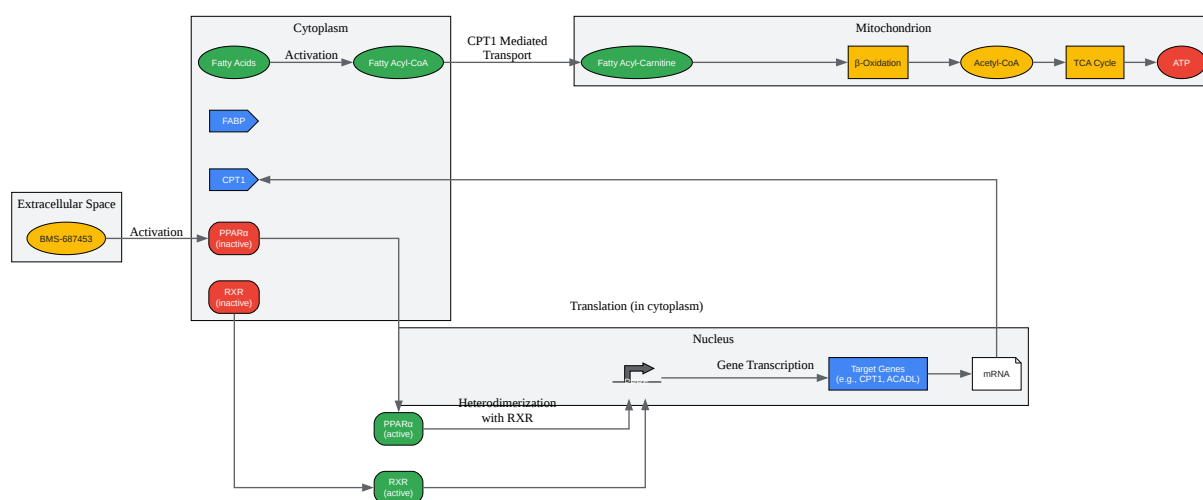 Cytoplasm
Mitochondrion
Fatty Acids
Activation
Fatty Acyl-CoA
CPT1 Mediated
Transport
Fatty Acyl-Carnitine
β-Oxidation
Acetyl-CoA
TCA Cycle
ATP
FABP
CPT1
Extracellular Space
BMS-687453
Activation
PPARα
(inactive)
RXR
(inactive)
Translation (in cytoplasm)
Nucleus
Gene Transcription
Target Genes
(e.g., CPT1, ACADL)
mRNA
Heterodimerization
with RXR
PPARα
(active)
RXR
(active)